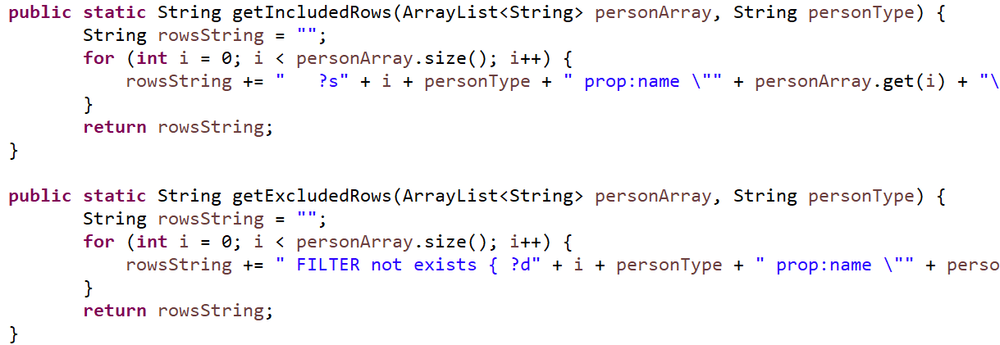 public static String getIncludedRows(ArrayList<String> personArray, String personType) {
String rowsString = "";
for (int i = 0; i < personArray.size(); i++) {
rowsString += "   ?s" + i + personType + " prop:name \"" + personArray.get(i) + "\
}
return rowsString;
}
public static String getExcludedRows(ArrayList<String> personArray, String personType) {
String rowsString = "";
for (int i = 0; i < personArray.size(); i++) {
rowsString += " FILTER not exists { ?d" + i + personType + " prop:name \"" + perso
}
return rowsString;
}